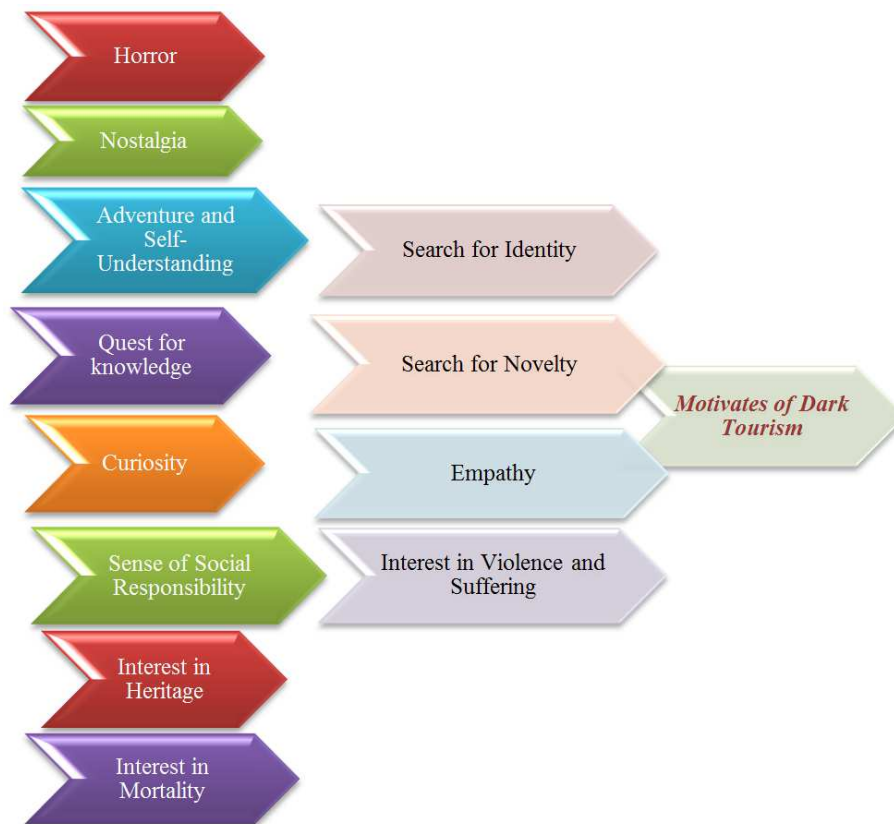 Horror
Nostalgia
Adventure and
Self-
Understanding
Quest for
knowledge
Curiosity
Sense of Social
Responsibility
Interest in
Heritage
Interest in
Mortality
Search for Identity
Search for Novelty
Empathy
Interest in Violence and
Suffering
Motivates of Dark
Tourism